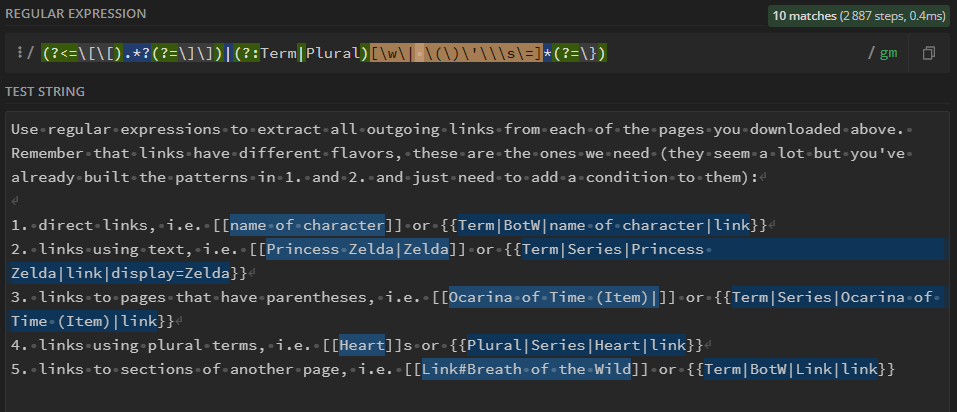 REGULAR EXPRESSION
10 matches (2 887 steps, 0.4ms)
/ (?<=\[\[).*?(?=\]\])|(?:Term|Plural)[\w\| \(\)\'\\\s\=]*(?=\}) / gm
TEST STRING
Use regular expressions to extract all outgoing links from each of the pages you downloaded above.
Remember that links have different flavors, these are the ones we need (they seem a lot but you've
already built the patterns in 1. and 2. and just need to add a condition to them):
1. direct links, i.e. [[name of character]] or {{Term|BotW|name of character|link}}
2. links using text, i.e. [[Princess Zelda|Zelda]] or {{Term|Series|Princess
Zelda|link|display=Zelda}}
3. links to pages that have parentheses, i.e. [[Ocarina of Time (Item)|]] or {{Term|Series|Ocarina of
Time (Item)|link}}
4. links using plural terms, i.e. [[Heart]]s or {{Plural|Series|Heart|link}}
5. links to sections of another page, i.e. [[Link#Breath of the Wild]] or {{Term|BotW|Link|link}}